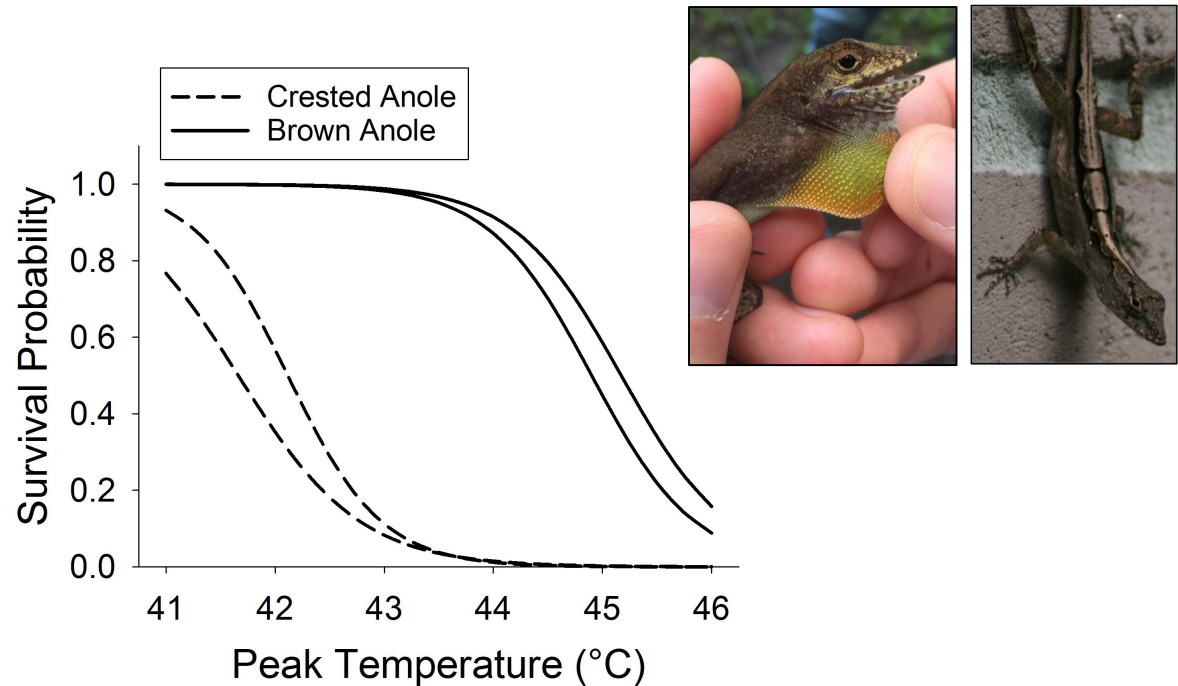 Crested Anole
Brown Anole
Survival Probability
1.0
0.8
0.6
0.4
0.2
0.0
41 42 43 44 45 46
Peak Temperature (°C)